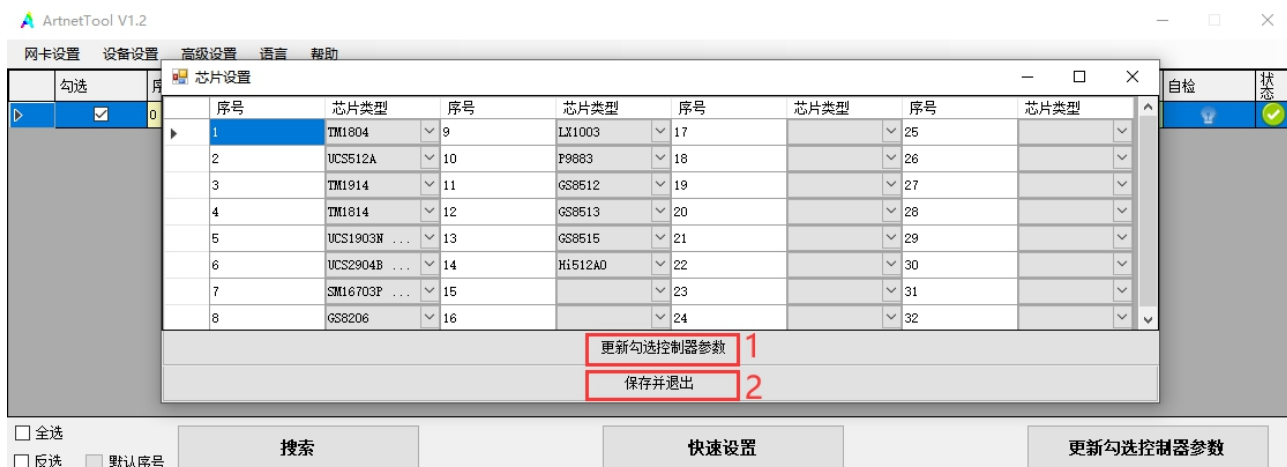 ArtnetTool V1.2
网卡设置 设备设置 高级设置 语言 帮助
勾选 芯片设置 自检 状态
序号 芯片类型 序号 芯片类型 序号 芯片类型 序号 芯片类型
0
1 TM1804 9 LX1003 17 25
2 UCS512A 10 P9883 18 26
3 TM1914 11 GS8512 19 27
4 TM1814 12 GS8513 20 28
5 UCS1903N ... 13 GS8515 21 29
6 UCS2904B ... 14 Hi512A0 22 30
7 SM16703P ... 15 23 31
8 GS8206 16 24 32
更新勾选控制器参数 1
保存并退出 2
全选
搜索 快速设置 更新勾选控制器参数
反选 默认序号